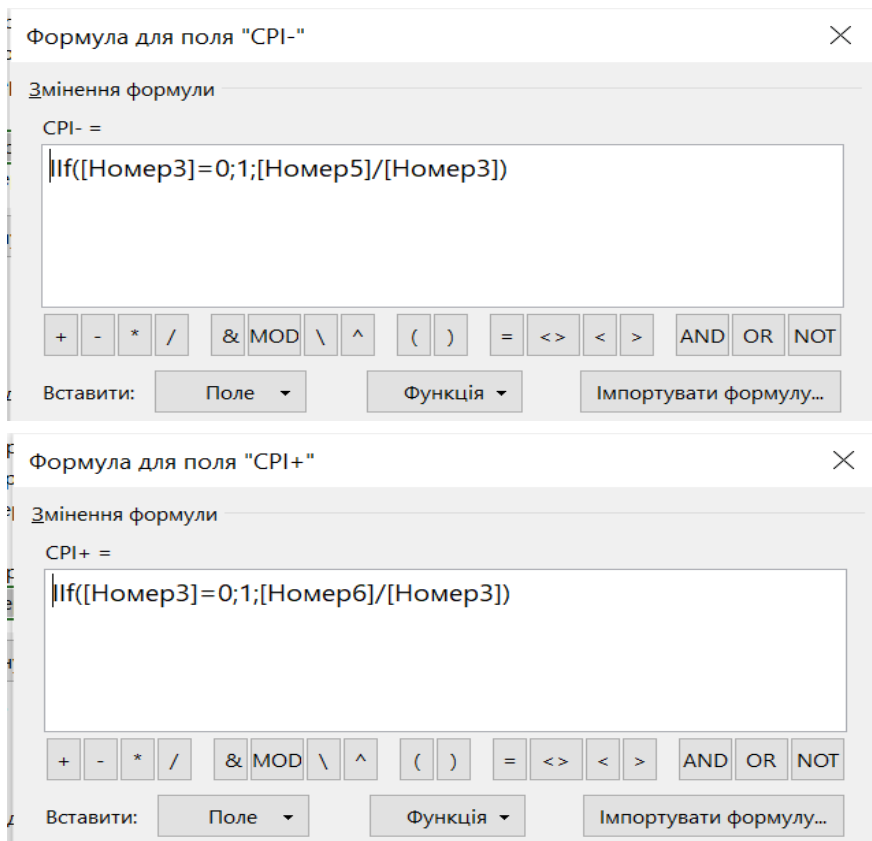 Формула для поля "CPI-"
Змінення формули
CPI- =
IIf([Номер3]=0;1;[Номер5]/[Номер3])
+ - * / & MOD \ ^ ( ) = <> < > AND OR NOT
Вставити: Поле Функція Імпортувати формулу...
Формула для поля "CPI+"
Змінення формули
CPI+ =
IIf([Номер3]=0;1;[Номер6]/[Номер3])
+ - * / & MOD \ ^ ( ) = <> < > AND OR NOT
Вставити: Поле Функція Імпортувати формулу...